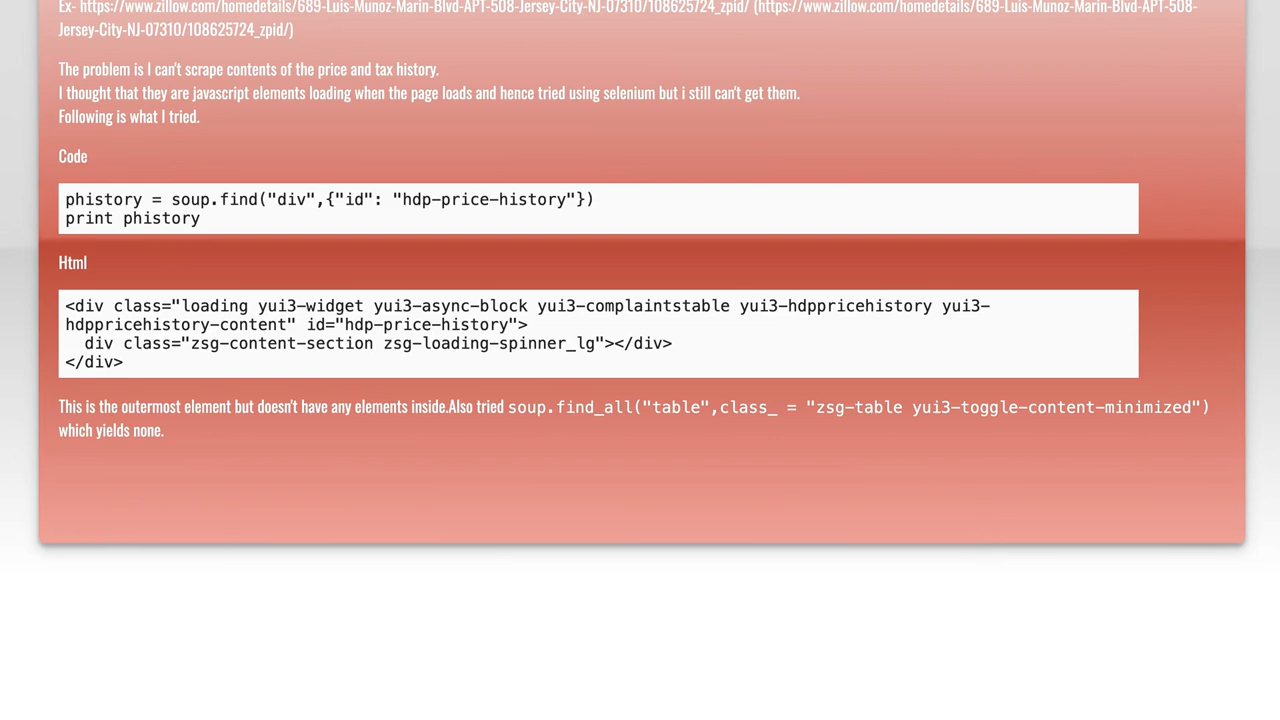 Ex- https://www.zillow.com/homedetails/689-Luis-Munoz-Marin-Blvd-APT-508-Jersey-City-NJ-07310/108625724_zpid/ (https://www.zillow.com/homedetails/689-Luis-Munoz-Marin-Blvd-APT-508-
Jersey-City-NJ-07310/108625724_zpid/)
The problem is I can't scrape contents of the price and tax history.
I thought that they are javascript elements loading when the page loads and hence tried using selenium but i still can't get them.
Following is what I tried.
Code
phistory = soup.find("div",{"id": "hdp-price-history"})
print phistory
Html
<div class="loading yui3-widget yui3-async-block yui3-complaintstable yui3-hdppricehistory yui3-
hdppricehistory-content" id="hdp-price-history">
  div class="zsg-content-section zsg-loading-spinner_lg"></div>
</div>
This is the outermost element but doesn't have any elements inside.Also tried soup.find_all("table",class_ = "zsg-table yui3-toggle-content-minimized")
which yields none.